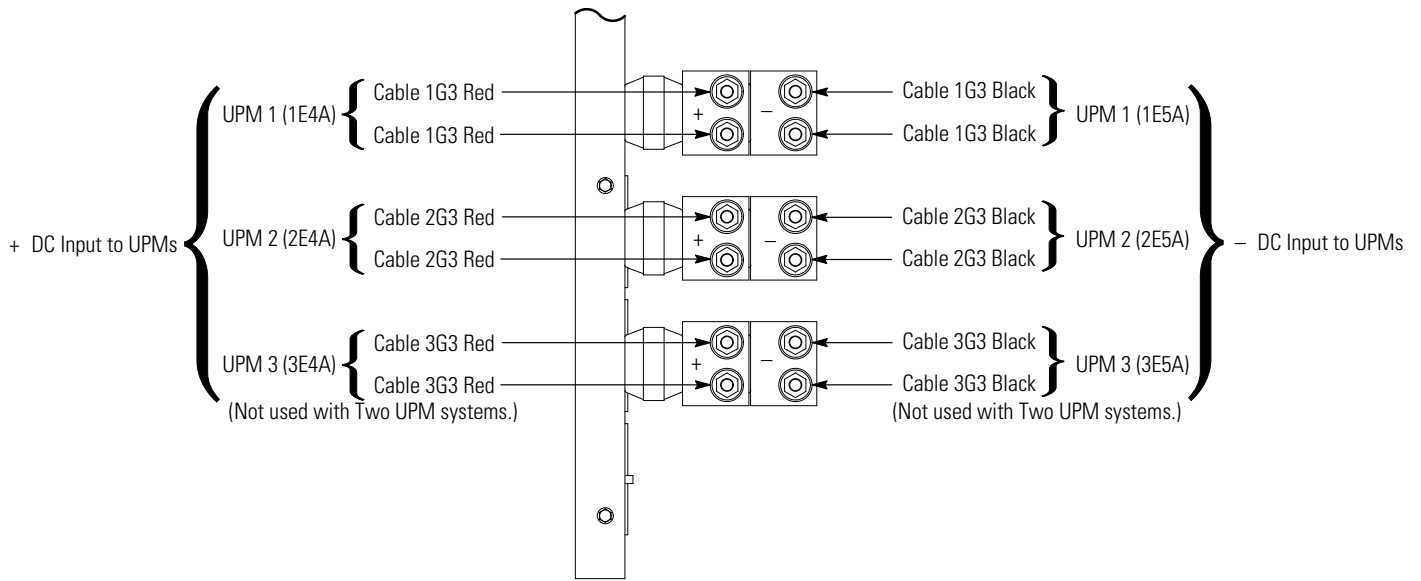 + DC Input to UPMs
UPM 1 (1E4A)
Cable 1G3 Red
Cable 1G3 Red
UPM 2 (2E4A)
Cable 2G3 Red
Cable 2G3 Red
UPM 3 (3E4A)
Cable 3G3 Red
Cable 3G3 Red
(Not used with Two UPM systems.)
+ –
+ –
+ –
Cable 1G3 Black
Cable 1G3 Black
UPM 1 (1E5A)
Cable 2G3 Black
Cable 2G3 Black
UPM 2 (2E5A)
Cable 3G3 Black
Cable 3G3 Black
UPM 3 (3E5A)
(Not used with Two UPM systems.)
– DC Input to UPMs